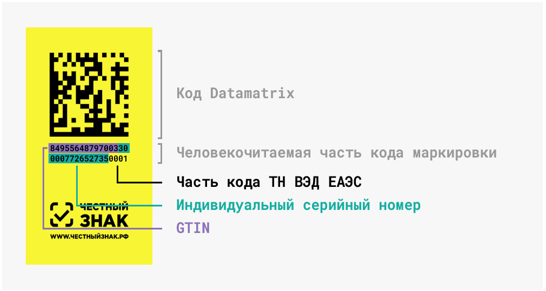 Код Datamatrix
8495564879700330
0007726527350001
Человекочитаемая часть кода маркировки
Часть кода ТН ВЭД ЕАЭС
Индивидуальный серийный номер
GTIN
ЧЕСТНЫЙ
ЗНАК
WWW.ЧЕСТНЫЙЗНАК.РФ